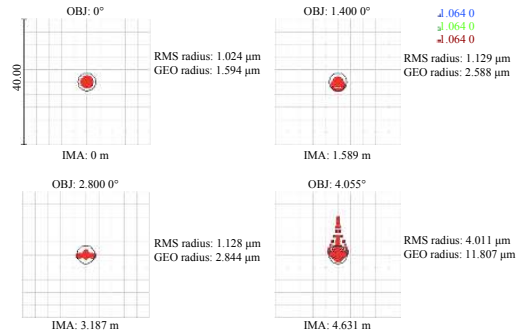 OBJ: 0°
OBJ: 1.400 0°
1.064 0
1.064 0
1.064 0
40.00
RMS radius: 1.024 μm
GEO radius: 1.594 μm
RMS radius: 1.129 μm
GEO radius: 2.588 μm
IMA: 0 m
IMA: 1.589 m
OBJ: 2.800 0°
OBJ: 4.055°
RMS radius: 1.128 μm
GEO radius: 2.844 μm
RMS radius: 4.011 μm
GEO radius: 11.807 μm
IMA: 3.187 m
IMA: 4.631 m